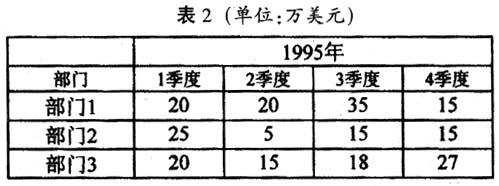 表2 (单位:万美元)
1995年
部门 1季度 2季度 3季度 4季度
部门1 20 20 35 15
部门2 25 5 15 15
部门3 20 15 18 27